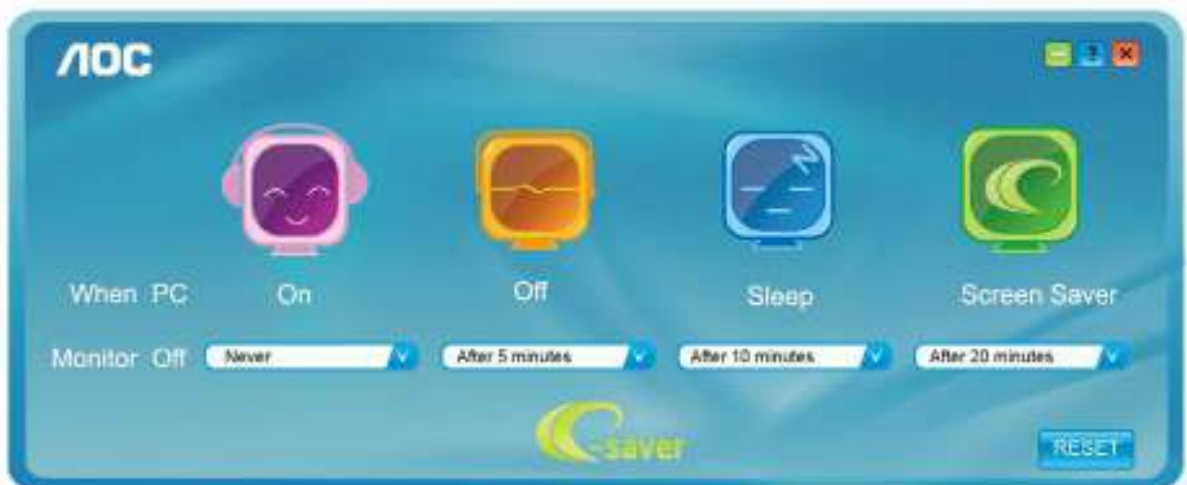 AOC
?
When PC On Off Sleep Screen Saver
Monitor Off Never After 5 minutes After 10 minutes After 20 minutes
e-saver
RESET